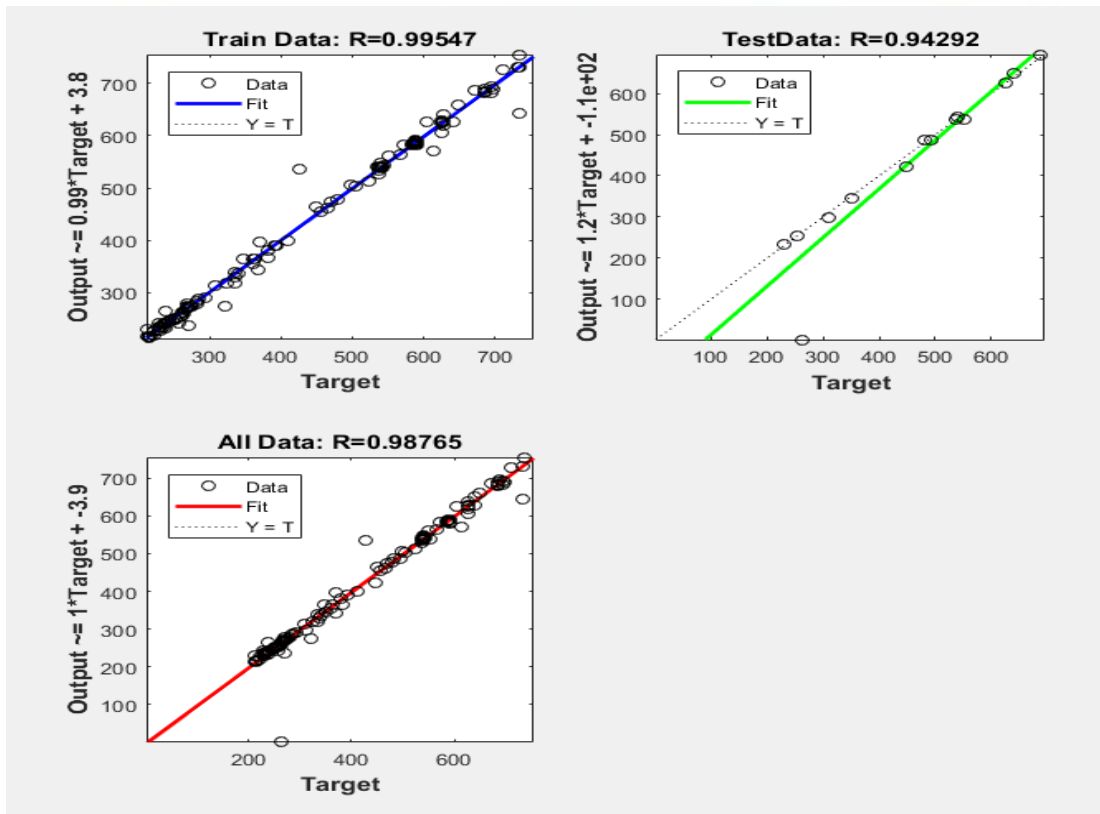 Train Data: R=0.99547
Output ~= 0.99*Target + 3.8
700
600
500
400
300
Data
Fit
Y = T
300 400 500 600 700
Target
TestData: R=0.94292
Output ~= 1.2*Target + -1.1e+02
600
500
400
300
200
100
Data
Fit
Y = T
100 200 300 400 500 600
Target
All Data: R=0.98765
Output ~= 1*Target + -3.9
700
600
500
400
300
200
100
Data
Fit
Y = T
200 400 600
Target